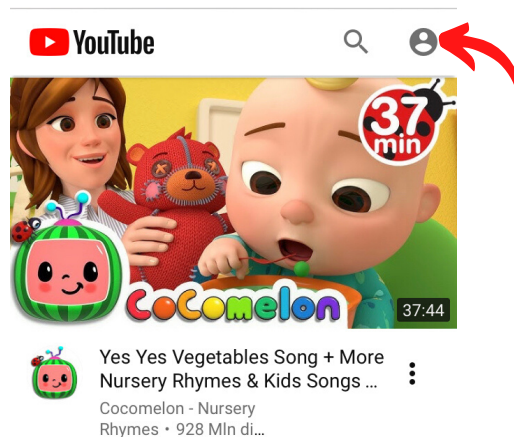 YouTube
37
min
CoComelon
37:44
Yes Yes Vegetables Song + More
Nursery Rhymes & Kids Songs ...
Cocomelon - Nursery
Rhymes • 928 Mln di...